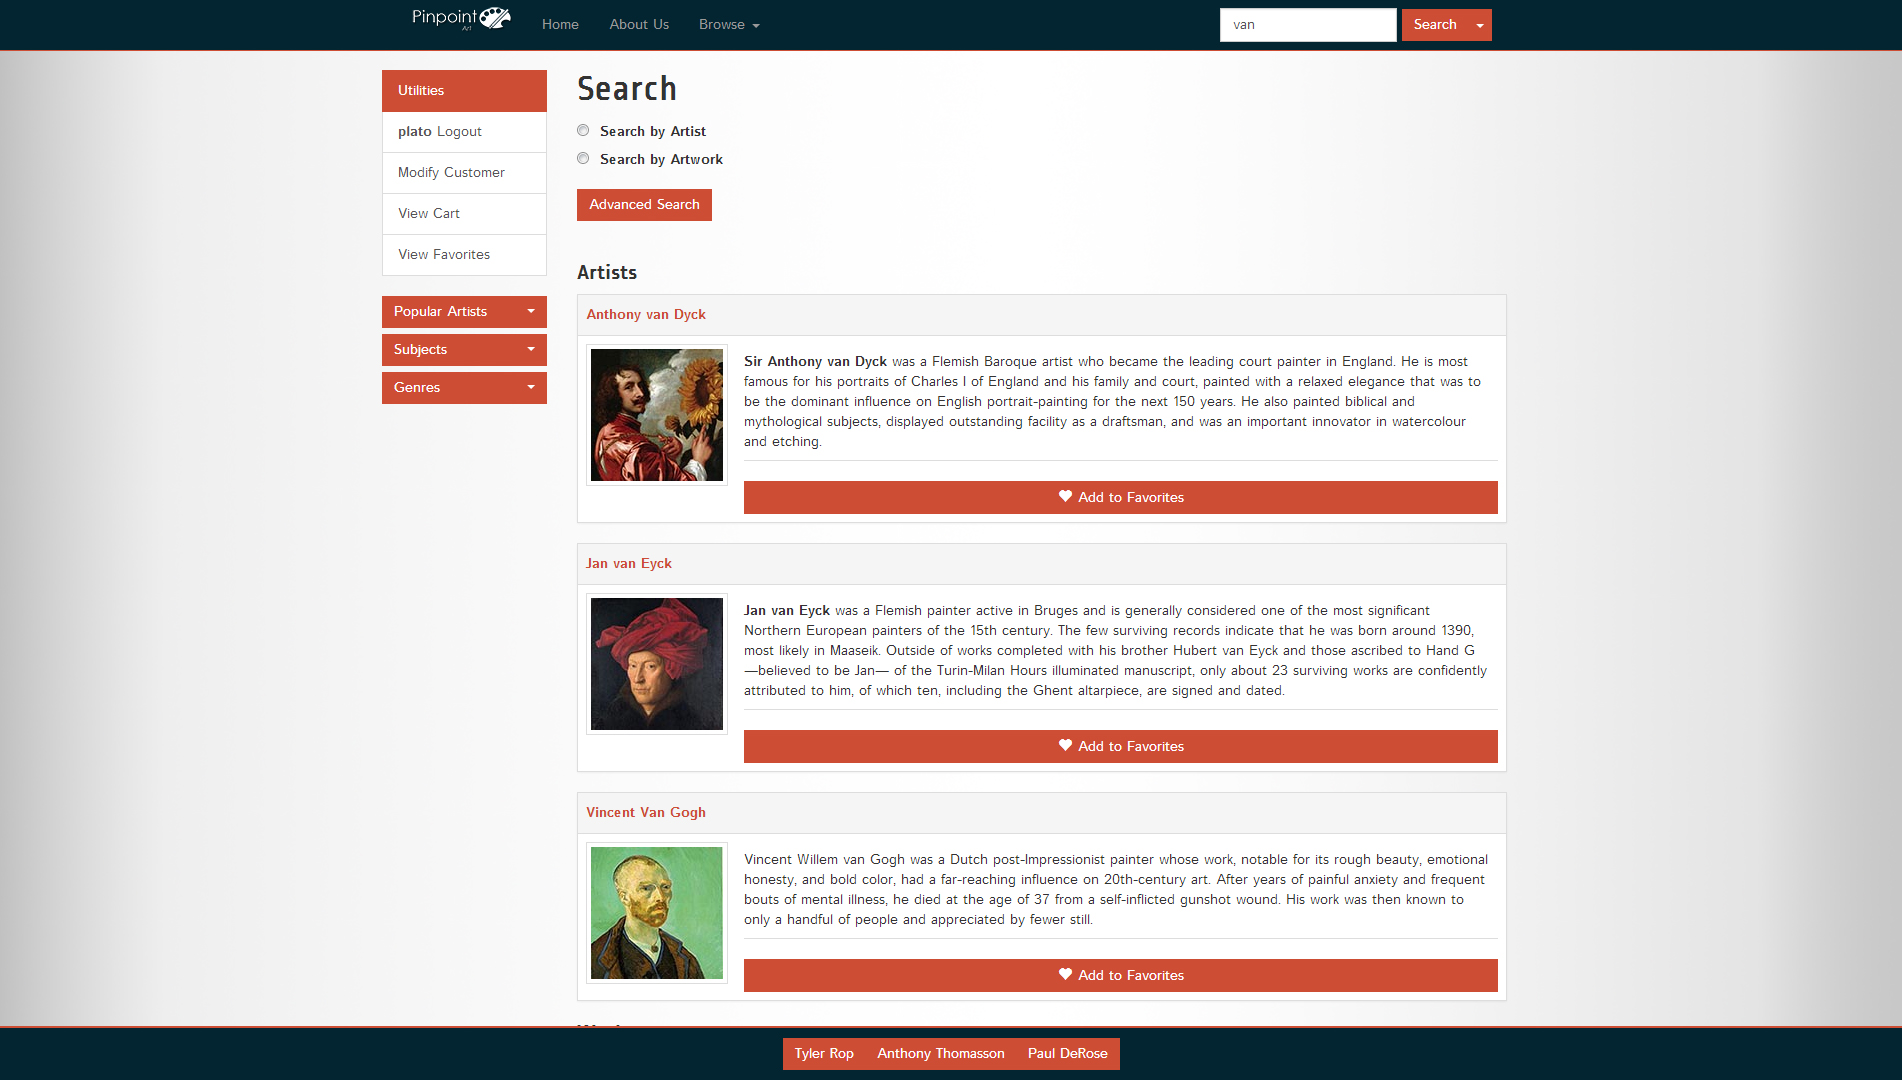 Pinpoint
Art
Home
About Us
Browse
van
Search
Utilities
plato Logout
Modify Customer
View Cart
View Favorites
Popular Artists
Subjects
Genres
Search
Search by Artist
Search by Artwork
Advanced Search
Artists
Anthony van Dyck
Sir Anthony van Dyck was a Flemish Baroque artist who became the leading court painter in England. He is most
famous for his portraits of Charles I of England and his family and court, painted with a relaxed elegance that was to
be the dominant influence on English portrait-painting for the next 150 years. He also painted biblical and
mythological subjects, displayed outstanding facility as a draftsman, and was an important innovator in watercolour
and etching.
Add to Favorites
Jan van Eyck
Jan van Eyck was a Flemish painter active in Bruges and is generally considered one of the most significant
Northern European painters of the 15th century. The few surviving records indicate that he was born around 1390,
most likely in Maaseik. Outside of works completed with his brother Hubert van Eyck and those ascribed to Hand G
—believed to be Jan— of the Turin-Milan Hours illuminated manuscript, only about 23 surviving works are confidently
attributed to him, of which ten, including the Ghent altarpiece, are signed and dated.
Add to Favorites
Vincent Van Gogh
Vincent Willem van Gogh was a Dutch post-Impressionist painter whose work, notable for its rough beauty, emotional
honesty, and bold color, had a far-reaching influence on 20th-century art. After years of painful anxiety and frequent
bouts of mental illness, he died at the age of 37 from a self-inflicted gunshot wound. His work was then known to
only a handful of people and appreciated by fewer still.
Add to Favorites
Tyler Rop
Anthony Thomasson
Paul DeRose